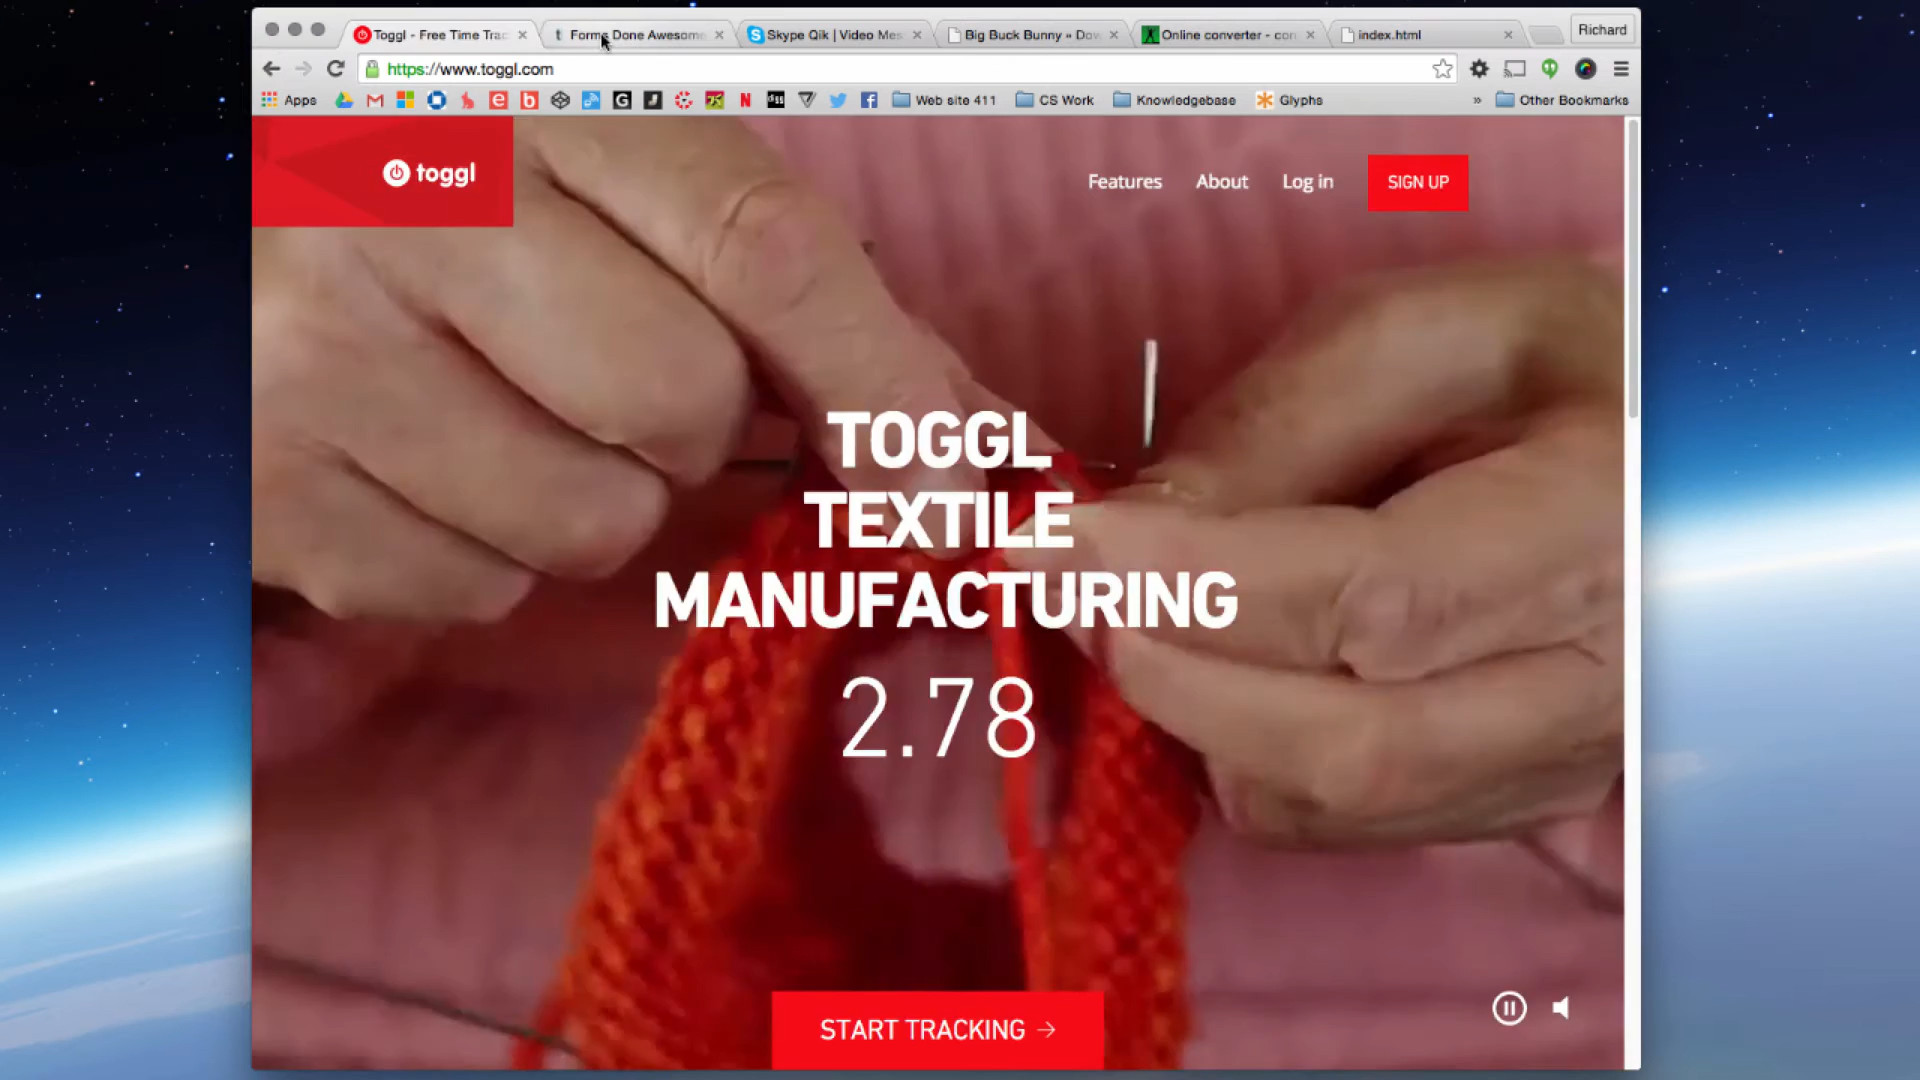 Toggl - Free Time Trac
Forms Done Awesome
Skype Qik | Video Mes
Big Buck Bunny » Dow
Online converter - con
index.html
Richard
https://www.toggl.com
Apps
Web site 411
CS Work
Knowledgebase
Glyphs
»
Other Bookmarks
toggl
Features
About
Log in
SIGN UP
TOGGL
TEXTILE
MANUFACTURING
2.78
START TRACKING →